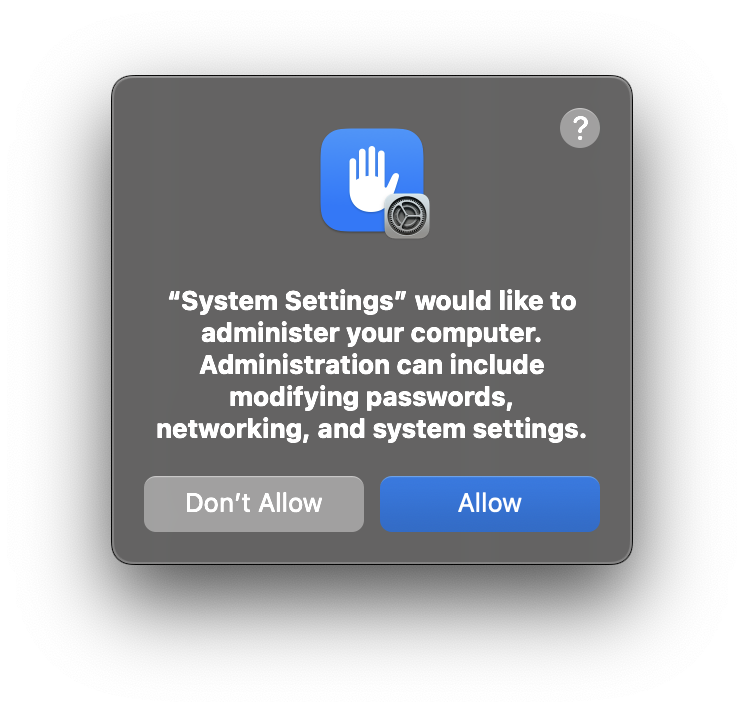 ?
“System Settings” would like to
administer your computer.
Administration can include
modifying passwords,
networking, and system settings.
Don’t Allow
Allow